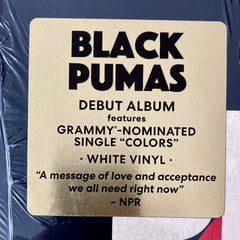 BLACK
PUMAS
DEBUT ALBUM
features
GRAMMY®-NOMINATED
SINGLE “COLORS”
• WHITE VINYL •
“A message of love and acceptance
we all need right now”
– NPR